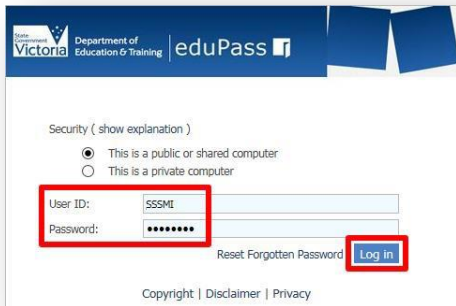 State
Government
Victoria
Department of
Education & Training
eduPass
Security ( show explanation )
This is a public or shared computer
This is a private computer
User ID: SSSMI
Password: ••••••••
Reset Forgotten Password Log in
Copyright | Disclaimer | Privacy